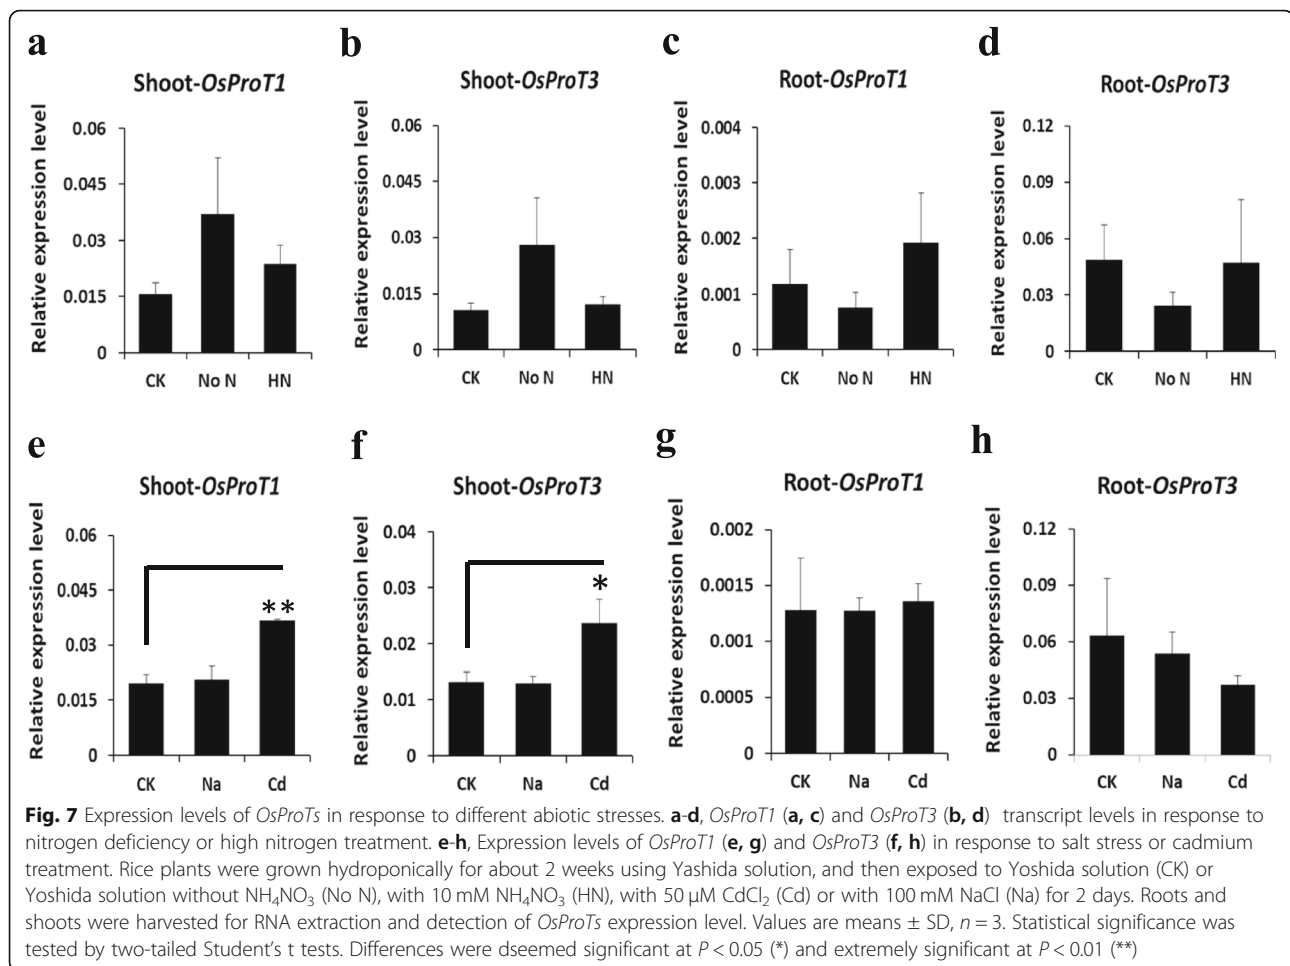 a
Shoot-OsProT1
Relative expression level
0.06
0.045
0.03
0.015
0
CK No N HN
b
Shoot-OsProT3
Relative expression level
0.06
0.045
0.03
0.015
0
CK No N HN
c
Root-OsProT1
Relative expression level
0.004
0.003
0.002
0.001
0
CK No N HN
d
Root-OsProT3
Relative expression level
0.12
0.09
0.06
0.03
0
CK No N HN
e
Shoot-OsProT1
Relative expression level
0.06
0.045
0.03
0.015
0
**
CK Na Cd
f
Shoot-OsProT3
Relative expression level
0.04
0.03
0.02
0.01
0
*
CK Na Cd
g
Root-OsProT1
Relative expression level
0.002
0.0015
0.001
0.0005
0
CK Na Cd
h
Root-OsProT3
Relative expression level
0.12
0.09
0.06
0.03
0
CK Na Cd
Fig. 7 Expression levels of OsProTs in response to different abiotic stresses. a-d, OsProT1 (a, c) and OsProT3 (b, d) transcript levels in response to
nitrogen deficiency or high nitrogen treatment. e-h, Expression levels of OsProT1 (e, g) and OsProT3 (f, h) in response to salt stress or cadmium
treatment. Rice plants were grown hydroponically for about 2 weeks using Yashida solution, and then exposed to Yoshida solution (CK) or
Yoshida solution without NH₄NO₃ (No N), with 10 mM NH₄NO₃ (HN), with 50 μM CdCl₂ (Cd) or with 100 mM NaCl (Na) for 2 days. Roots and
shoots were harvested for RNA extraction and detection of OsProTs expression level. Values are means ± SD, n = 3. Statistical significance was
tested by two-tailed Student's t tests. Differences were dseemed significant at P < 0.05 (*) and extremely significant at P < 0.01 (**)